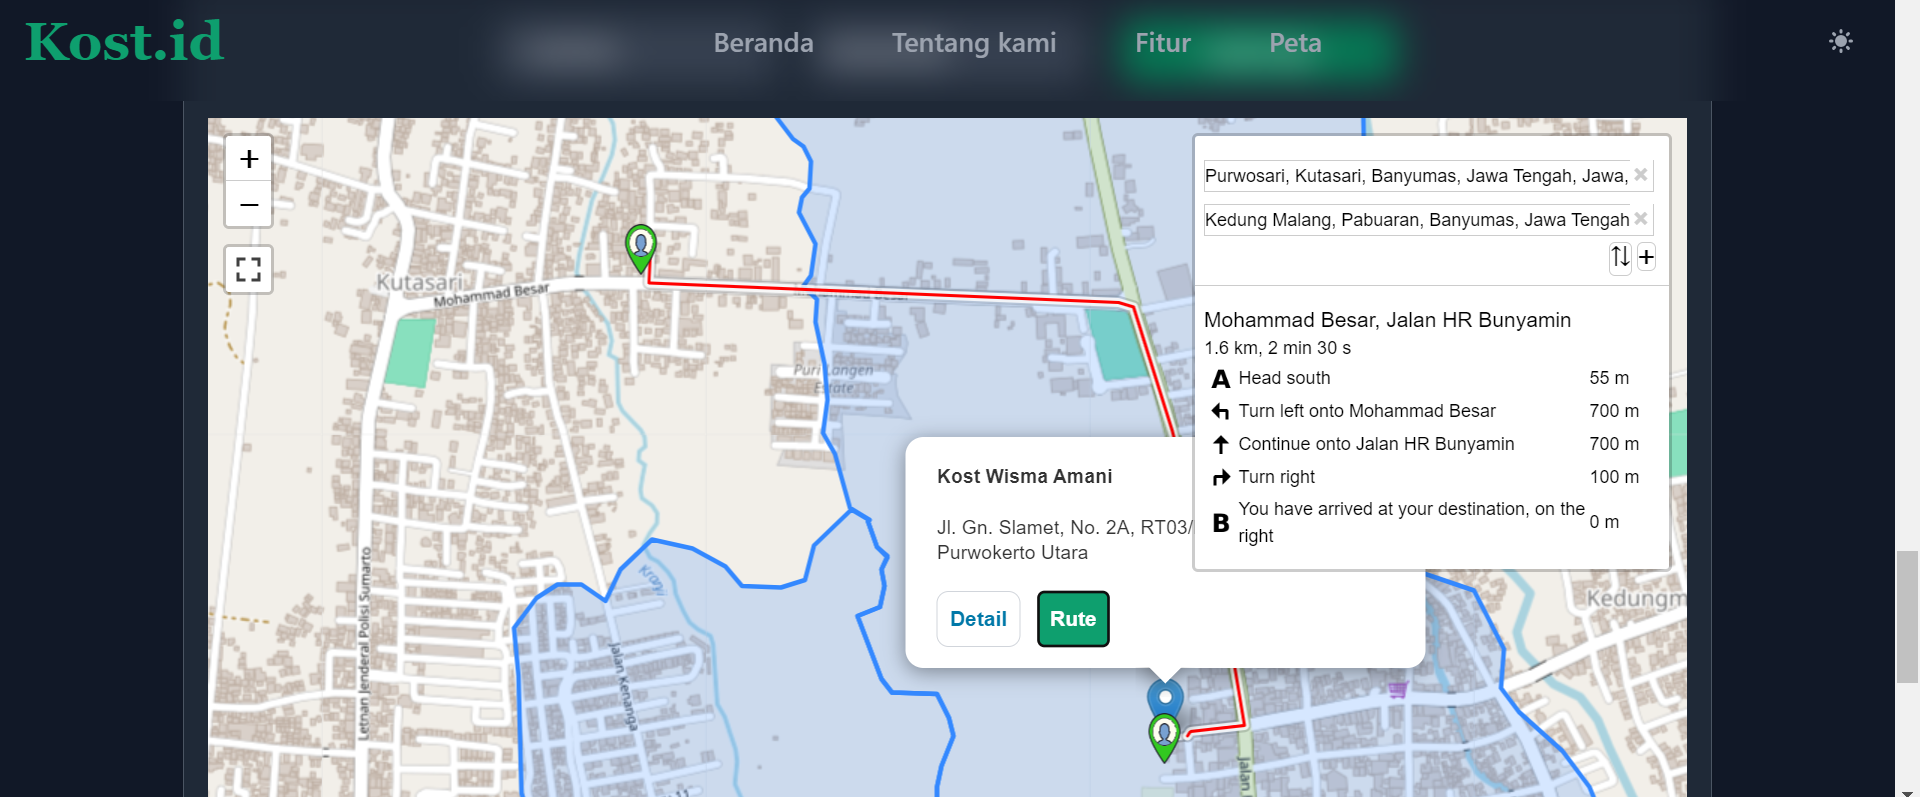 Kost.id
Beranda
Tentang kami
Fitur
Peta
+
−
Purwosari, Kutasari, Banyumas, Jawa Tengah, Jawa,
Kedung Malang, Pabuaran, Banyumas, Jawa Tengah
+
Mohammad Besar, Jalan HR Bunyamin
1.6 km, 2 min 30 s
A Head south 55 m
Turn left onto Mohammad Besar 700 m
Continue onto Jalan HR Bunyamin 700 m
Turn right 100 m
B You have arrived at your destination, on the right 0 m
Kutasari
Mohammad Besar
Puri Langen
Estate
Kost Wisma Amani
Jl. Gn. Slamet, No. 2A, RT03/
Purwokerto Utara
Detail
Rute
Letnan Jenderal Polisi Sumarto
Jalan Kenanga
Kedungm
Jalan